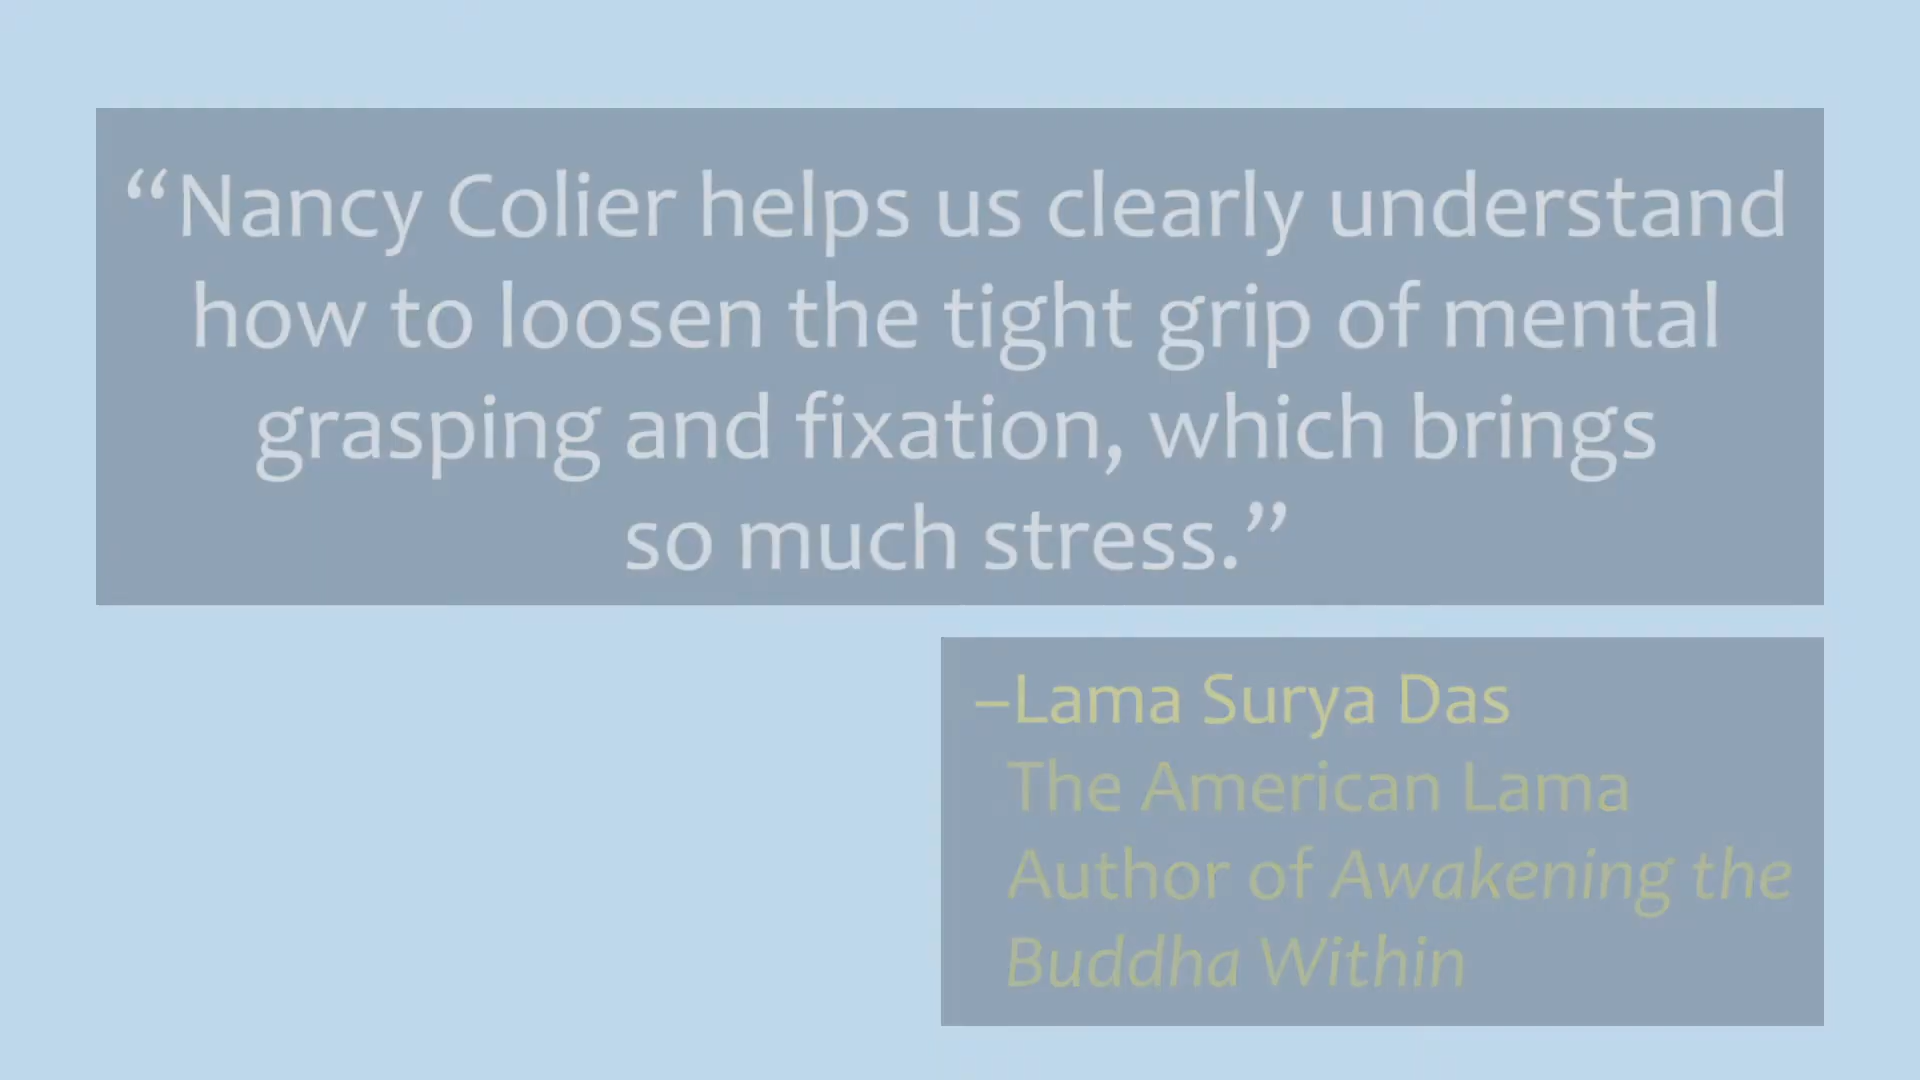 “Nancy Colier helps us clearly understand
how to loosen the tight grip of mental
grasping and fixation, which brings
so much stress.”
–Lama Surya Das
The American Lama
Author of Awakening the
Buddha Within